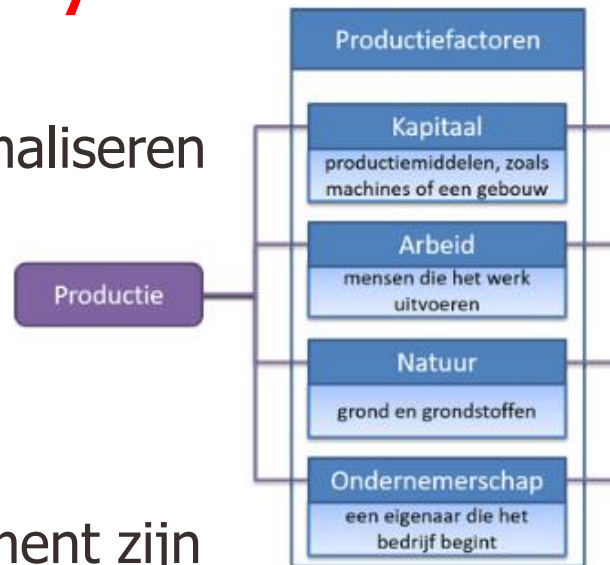 naliseren
Productie
Productiefactoren
Kapitaal
productiemiddelen, zoals
machines of een gebouw
Arbeid
mensen die het werk
uitvoeren
Natuur
grond en grondstoffen
Ondernemerschap
een eigenaar die het
bedrijf begint
ment zijn